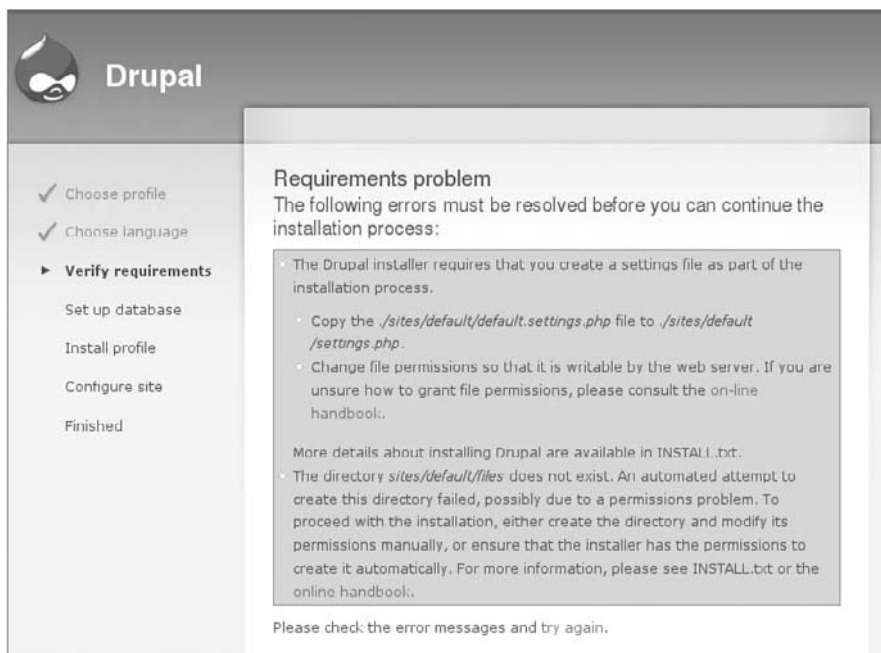 Drupal
Choose profile
Choose language
Verify requirements
Set up database
Install profile
Configure site
Finished
Requirements problem
The following errors must be resolved before you can continue the
installation process:
The Drupal installer requires that you create a settings file as part of the
installation process.
Copy the ./sites/default/default.settings.php file to ./sites/default
/settings.php.
Change file permissions so that it is writable by the web server. If you are
unsure how to grant file permissions, please consult the on-line
handbook.
More details about installing Drupal are available in INSTALL.txt.
The directory sites/default/files does not exist. An automated attempt to
create this directory failed, possibly due to a permissions problem. To
proceed with the installation, either create the directory and modify its
permissions manually, or ensure that the installer has the permissions to
create it automatically. For more information, please see INSTALL.txt or the
online handbook.
Please check the error messages and try again.